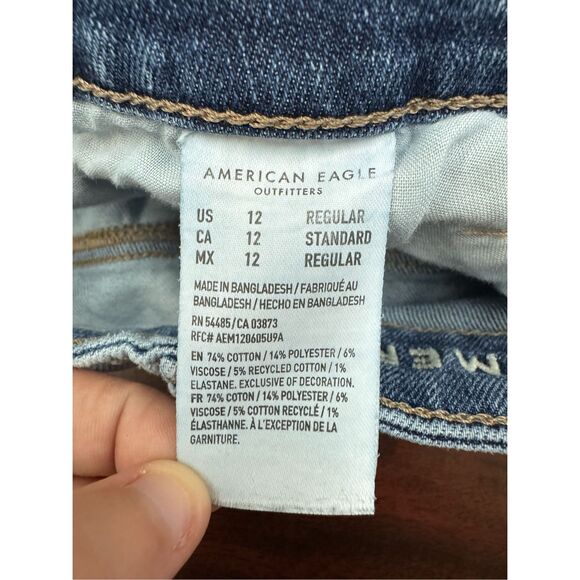 AMERICAN EAGLE
OUTFITTERS
US 12 REGULAR
CA 12 STANDARD
MX 12 REGULAR
MADE IN BANGLADESH / FABRIQUÉ AU
BANGLADESH / HECHO EN BANGLADESH
RN 54485 / CA 03873
RFC# AEM120605U9A
EN 74% COTTON / 14% POLYESTER / 6%
VISCOSE / 5% RECYCLED COTTON / 1%
ELASTANE. EXCLUSIVE OF DECORATION.
FR 74% COTON / 14% POLYESTER / 6%
VISCOSE / 5% COTON RECYCLÉ / 1%
ÉLASTHANNE. À L'EXCEPTION DE LA
GARNITURE.
MER